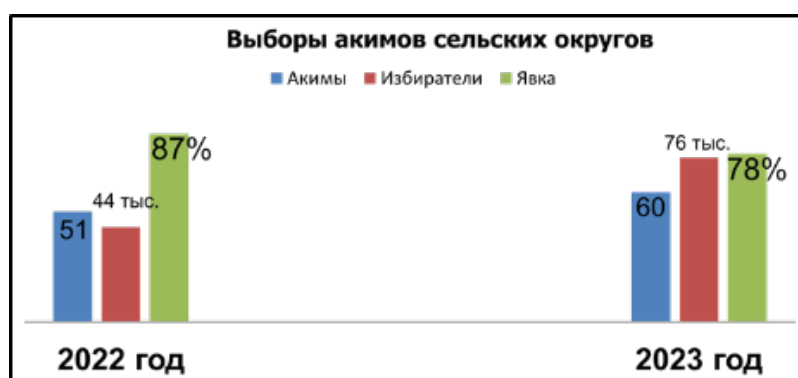 Выборы акимов сельских округов
Акимы Избиратели Явка
51
44 тыс.
87%
60
76 тыс.
78%
2022 год
2023 год